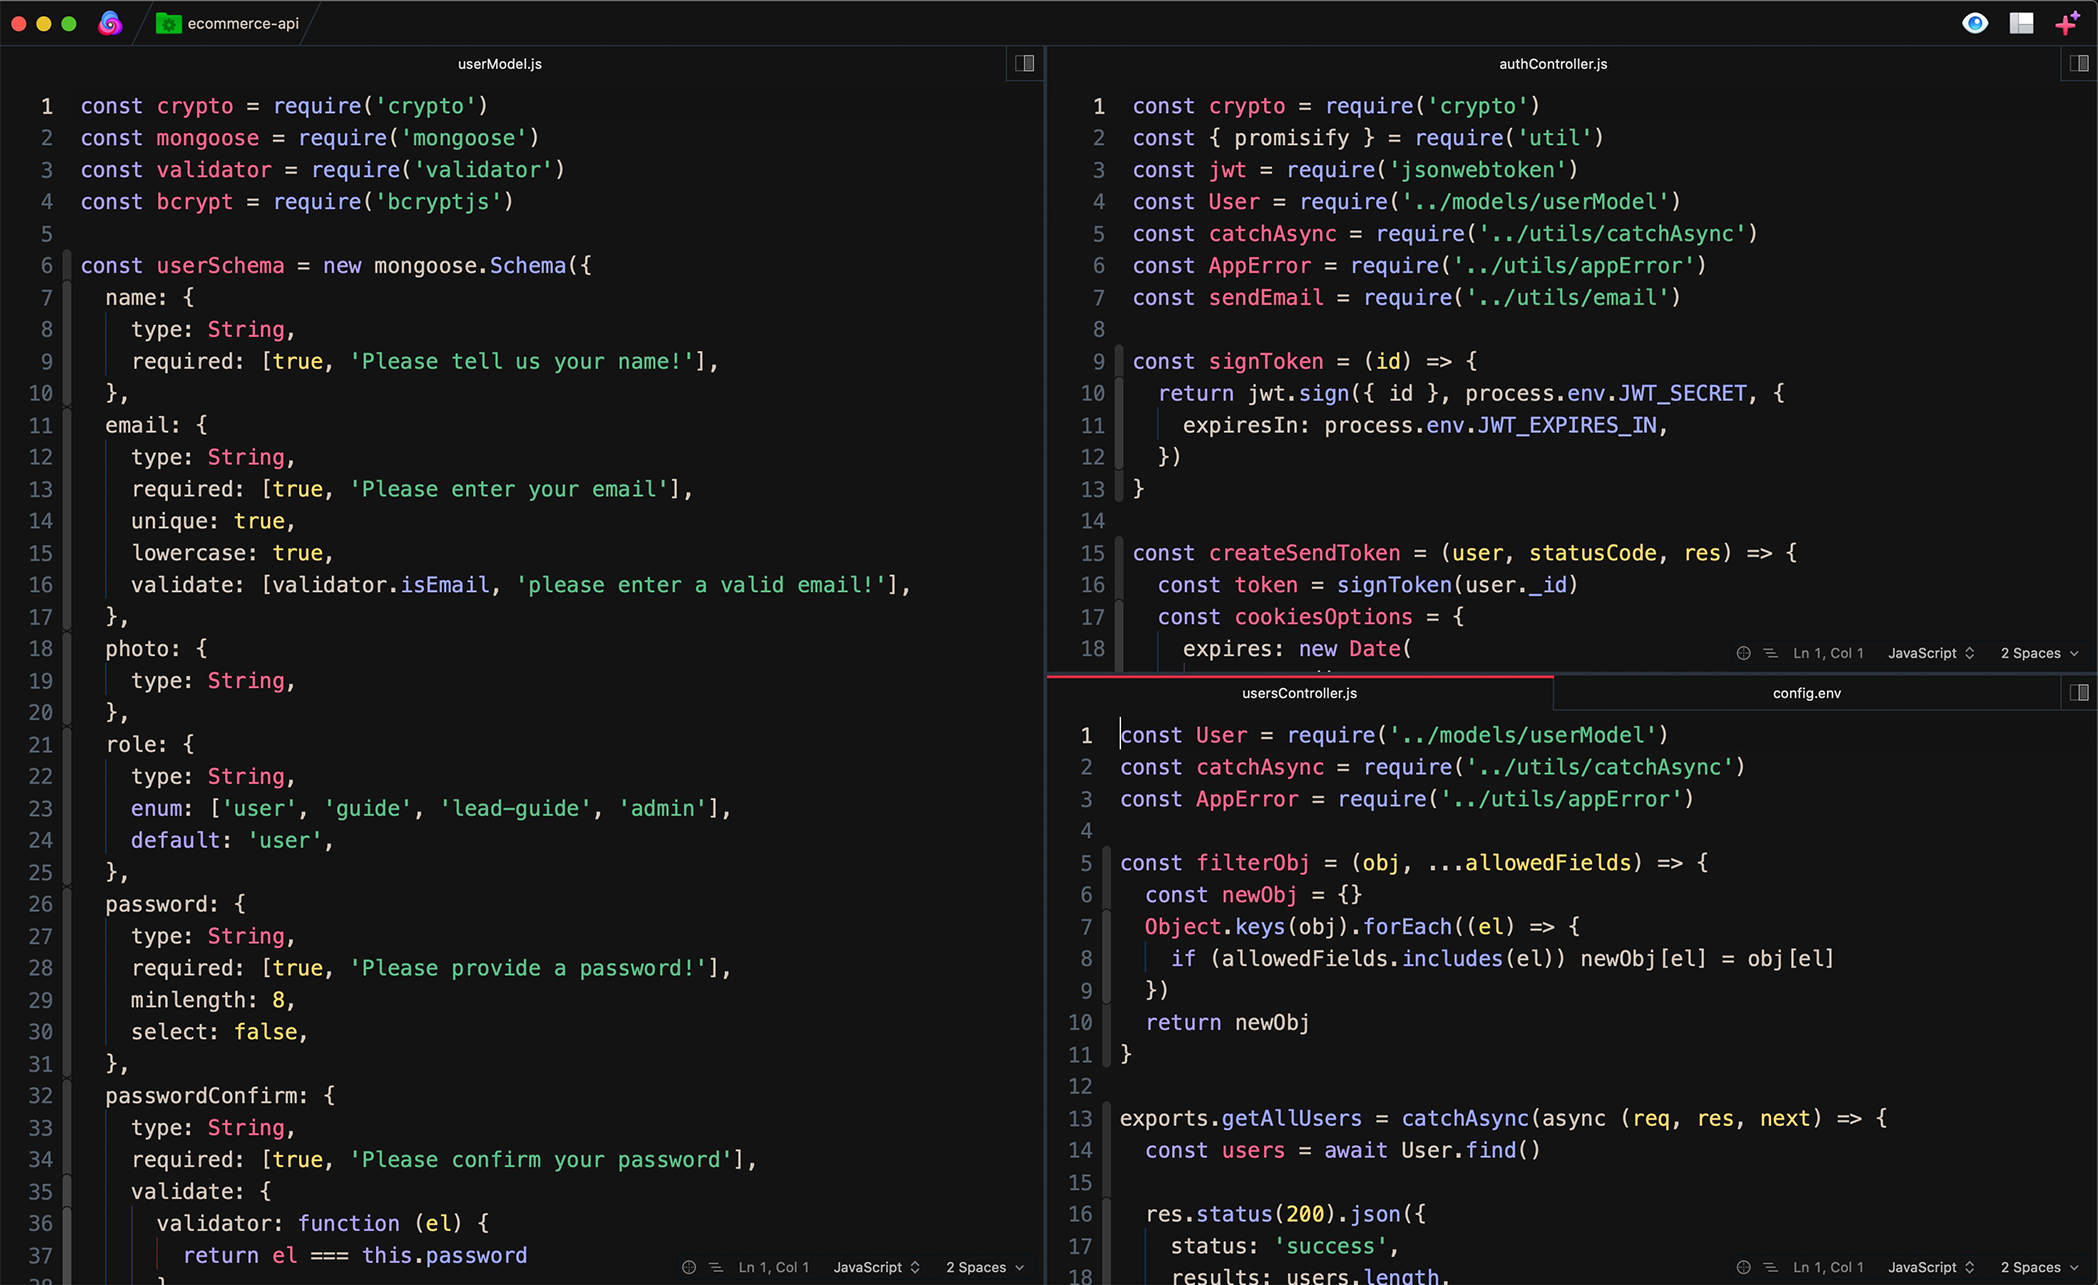 ecommerce-api
userModel.js
1 const crypto = require('crypto')
2 const mongoose = require('mongoose')
3 const validator = require('validator')
4 const bcrypt = require('bcryptjs')
5
6 const userSchema = new mongoose.Schema({
7 name: {
8 type: String,
9 required: [true, 'Please tell us your name!'],
10 },
11 email: {
12 type: String,
13 required: [true, 'Please enter your email'],
14 unique: true,
15 lowercase: true,
16 validate: [validator.isEmail, 'please enter a valid email!'],
17 },
18 photo: {
19 type: String,
20 },
21 role: {
22 type: String,
23 enum: ['user', 'guide', 'lead-guide', 'admin'],
24 default: 'user',
25 },
26 password: {
27 type: String,
28 required: [true, 'Please provide a password!'],
29 minlength: 8,
30 select: false,
31 },
32 passwordConfirm: {
33 type: String,
34 required: [true, 'Please confirm your password'],
35 validate: {
36 validator: function (el) {
37 return el === this.password
Ln 1, Col 1 JavaScript 2 Spaces
authController.js
1 const crypto = require('crypto')
2 const { promisify } = require('util')
3 const jwt = require('jsonwebtoken')
4 const User = require('../models/userModel')
5 const catchAsync = require('../utils/catchAsync')
6 const AppError = require('../utils/appError')
7 const sendEmail = require('../utils/email')
8
9 const signToken = (id) => {
10 return jwt.sign({ id }, process.env.JWT_SECRET, {
11 expiresIn: process.env.JWT_EXPIRES_IN,
12 })
13 }
14
15 const createSendToken = (user, statusCode, res) => {
16 const token = signToken(user._id)
17 const cookiesOptions = {
18 expires: new Date(
Ln 1, Col 1 JavaScript 2 Spaces
usersController.js config.env
1 const User = require('../models/userModel')
2 const catchAsync = require('../utils/catchAsync')
3 const AppError = require('../utils/appError')
4
5 const filterObj = (obj, ...allowedFields) => {
6 const newObj = {}
7 Object.keys(obj).forEach((el) => {
8 if (allowedFields.includes(el)) newObj[el] = obj[el]
9 })
10 return newObj
11 }
12
13 exports.getAllUsers = catchAsync(async (req, res, next) => {
14 const users = await User.find()
15
16 res.status(200).json({
17 status: 'success',
18 results: users.length,
Ln 1, Col 1 JavaScript 2 Spaces